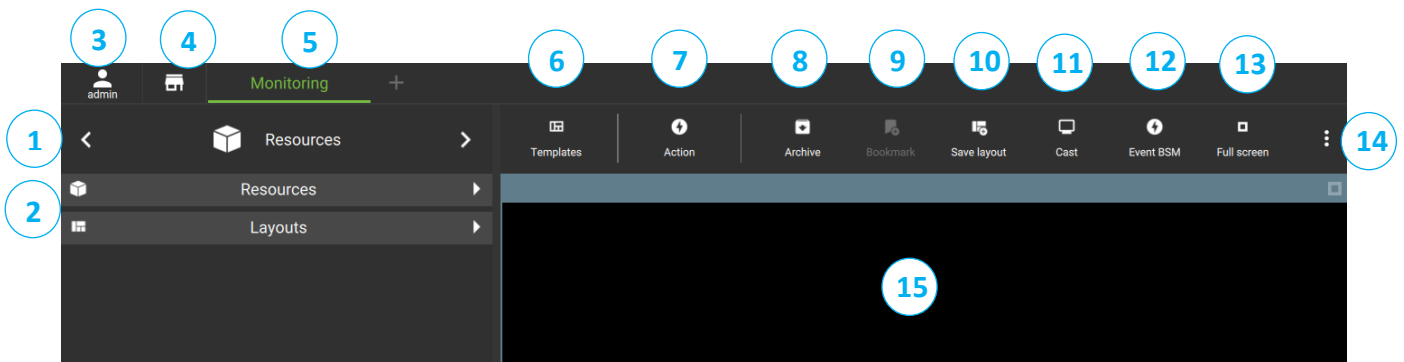 3 4 5 6 7 8 9 10 11 12 13
admin Monitoring +
1 Resources Templates Action Archive Bookmark Save layout Cast Event BSM Full screen 14
2 Resources
Layouts
15